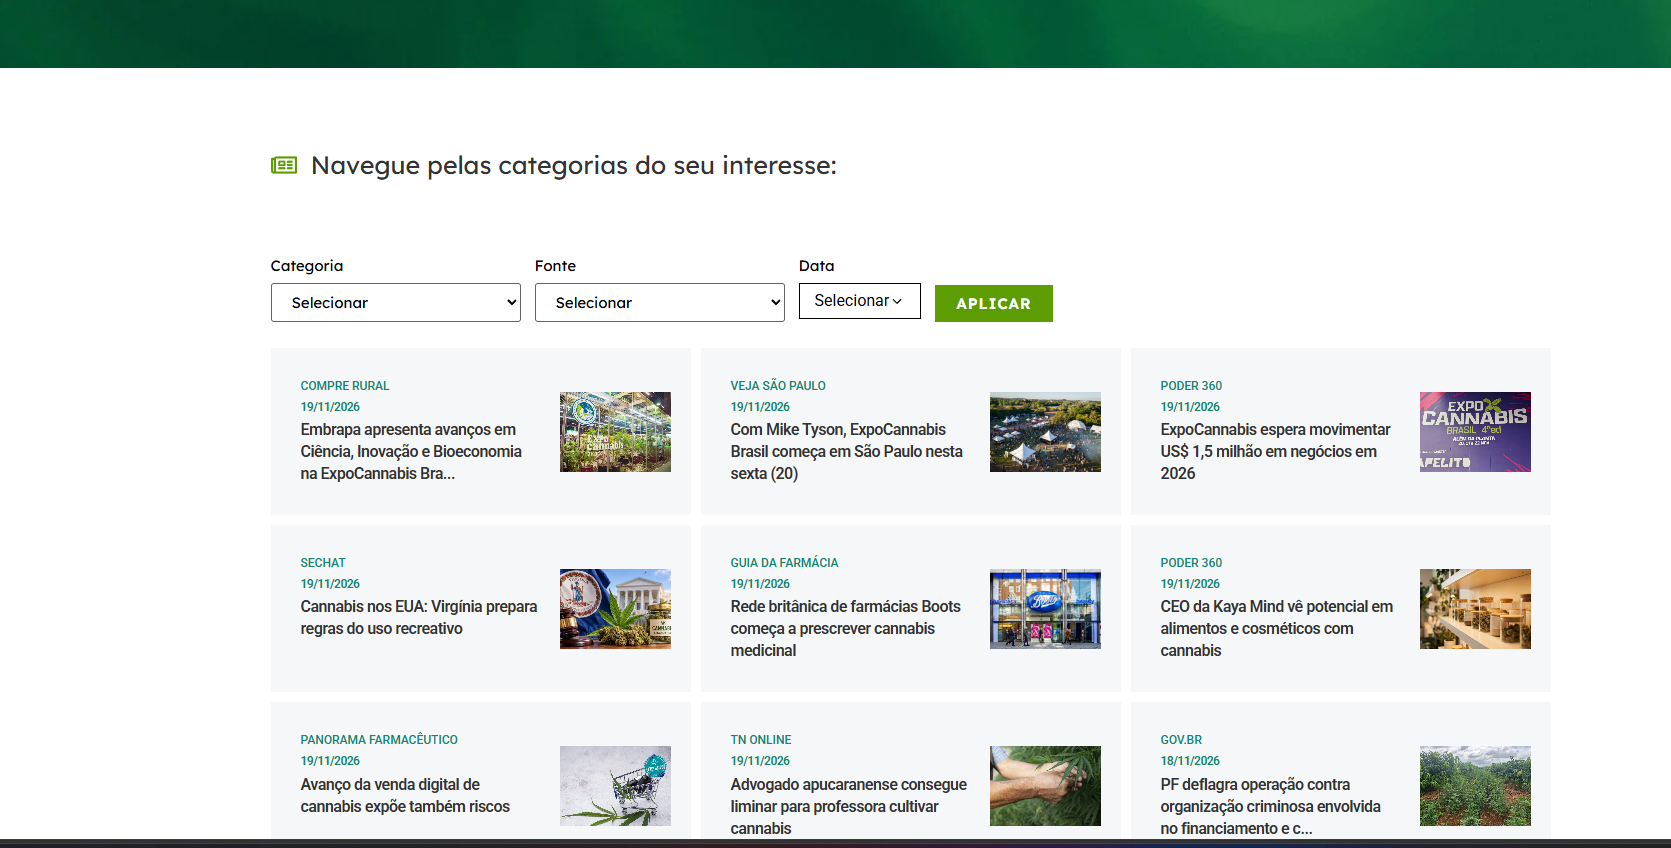 Navegue pelas categorias do seu interesse:
Categoria
Fonte
Data
Selecionar
Selecionar
Selecionar
APLICAR
COMPRE RURAL
19/11/2026
Embrapa apresenta avanços em
Ciência, Inovação e Bioeconomia
na ExpoCannabis Bra...
VEJA SÃO PAULO
19/11/2026
Com Mike Tyson, ExpoCannabis
Brasil começa em São Paulo nesta
sexta (20)
PODER 360
19/11/2026
ExpoCannabis espera movimentar
US$ 1,5 milhão em negócios em
2026
EXPO
CANNABIS
BRASIL 4ªed
SECHAT
19/11/2026
Cannabis nos EUA: Virgínia prepara
regras do uso recreativo
GUIA DA FARMÁCIA
19/11/2026
Rede britânica de farmácias Boots
começa a prescrever cannabis
medicinal
Boots
PODER 360
19/11/2026
CEO da Kaya Mind vê potencial em
alimentos e cosméticos com
cannabis
PANORAMA FARMACÊUTICO
19/11/2026
Avanço da venda digital de
cannabis expõe também riscos
TN ONLINE
19/11/2026
Advogado apucaranense consegue
liminar para professora cultivar
cannabis
GOV.BR
18/11/2026
PF deflagra operação contra
organização criminosa envolvida
no financiamento e c...